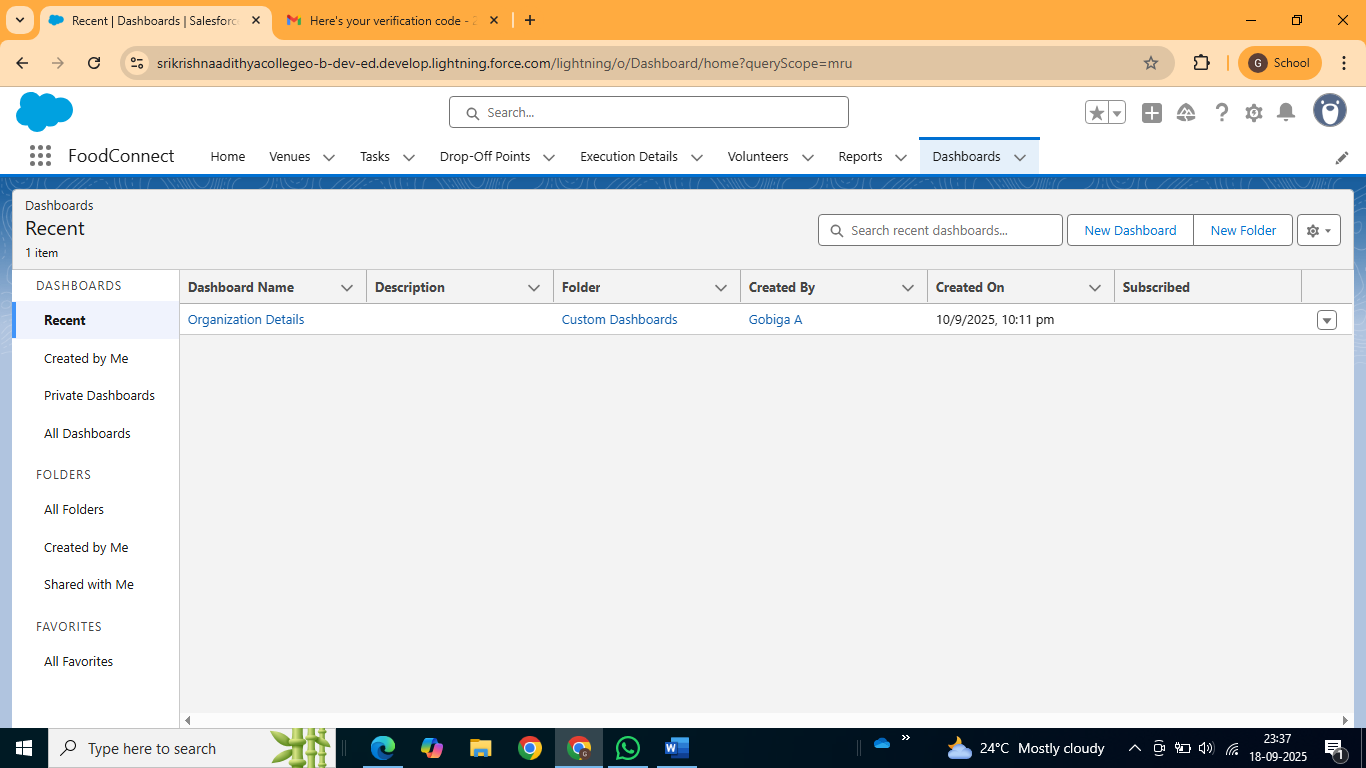 Recent | Dashboards | Salesforc
Here's your verification code -
srikrishnaadithyacollegeo-b-dev-ed.develop.lightning.force.com/lightning/o/Dashboard/home?queryScope=mru
G School
Search...
FoodConnect Home Venues Tasks Drop-Off Points Execution Details Volunteers Reports Dashboards
Dashboards
Recent
1 item
Search recent dashboards...
New Dashboard
New Folder
DASHBOARDS
Recent
Created by Me
Private Dashboards
All Dashboards
FOLDERS
All Folders
Created by Me
Shared with Me
FAVORITES
All Favorites
Dashboard Name Description Folder Created By Created On Subscribed
Organization Details Custom Dashboards Gobiga A 10/9/2025, 10:11 pm
Type here to search
24°C Mostly cloudy
23:37
18-09-2025
1